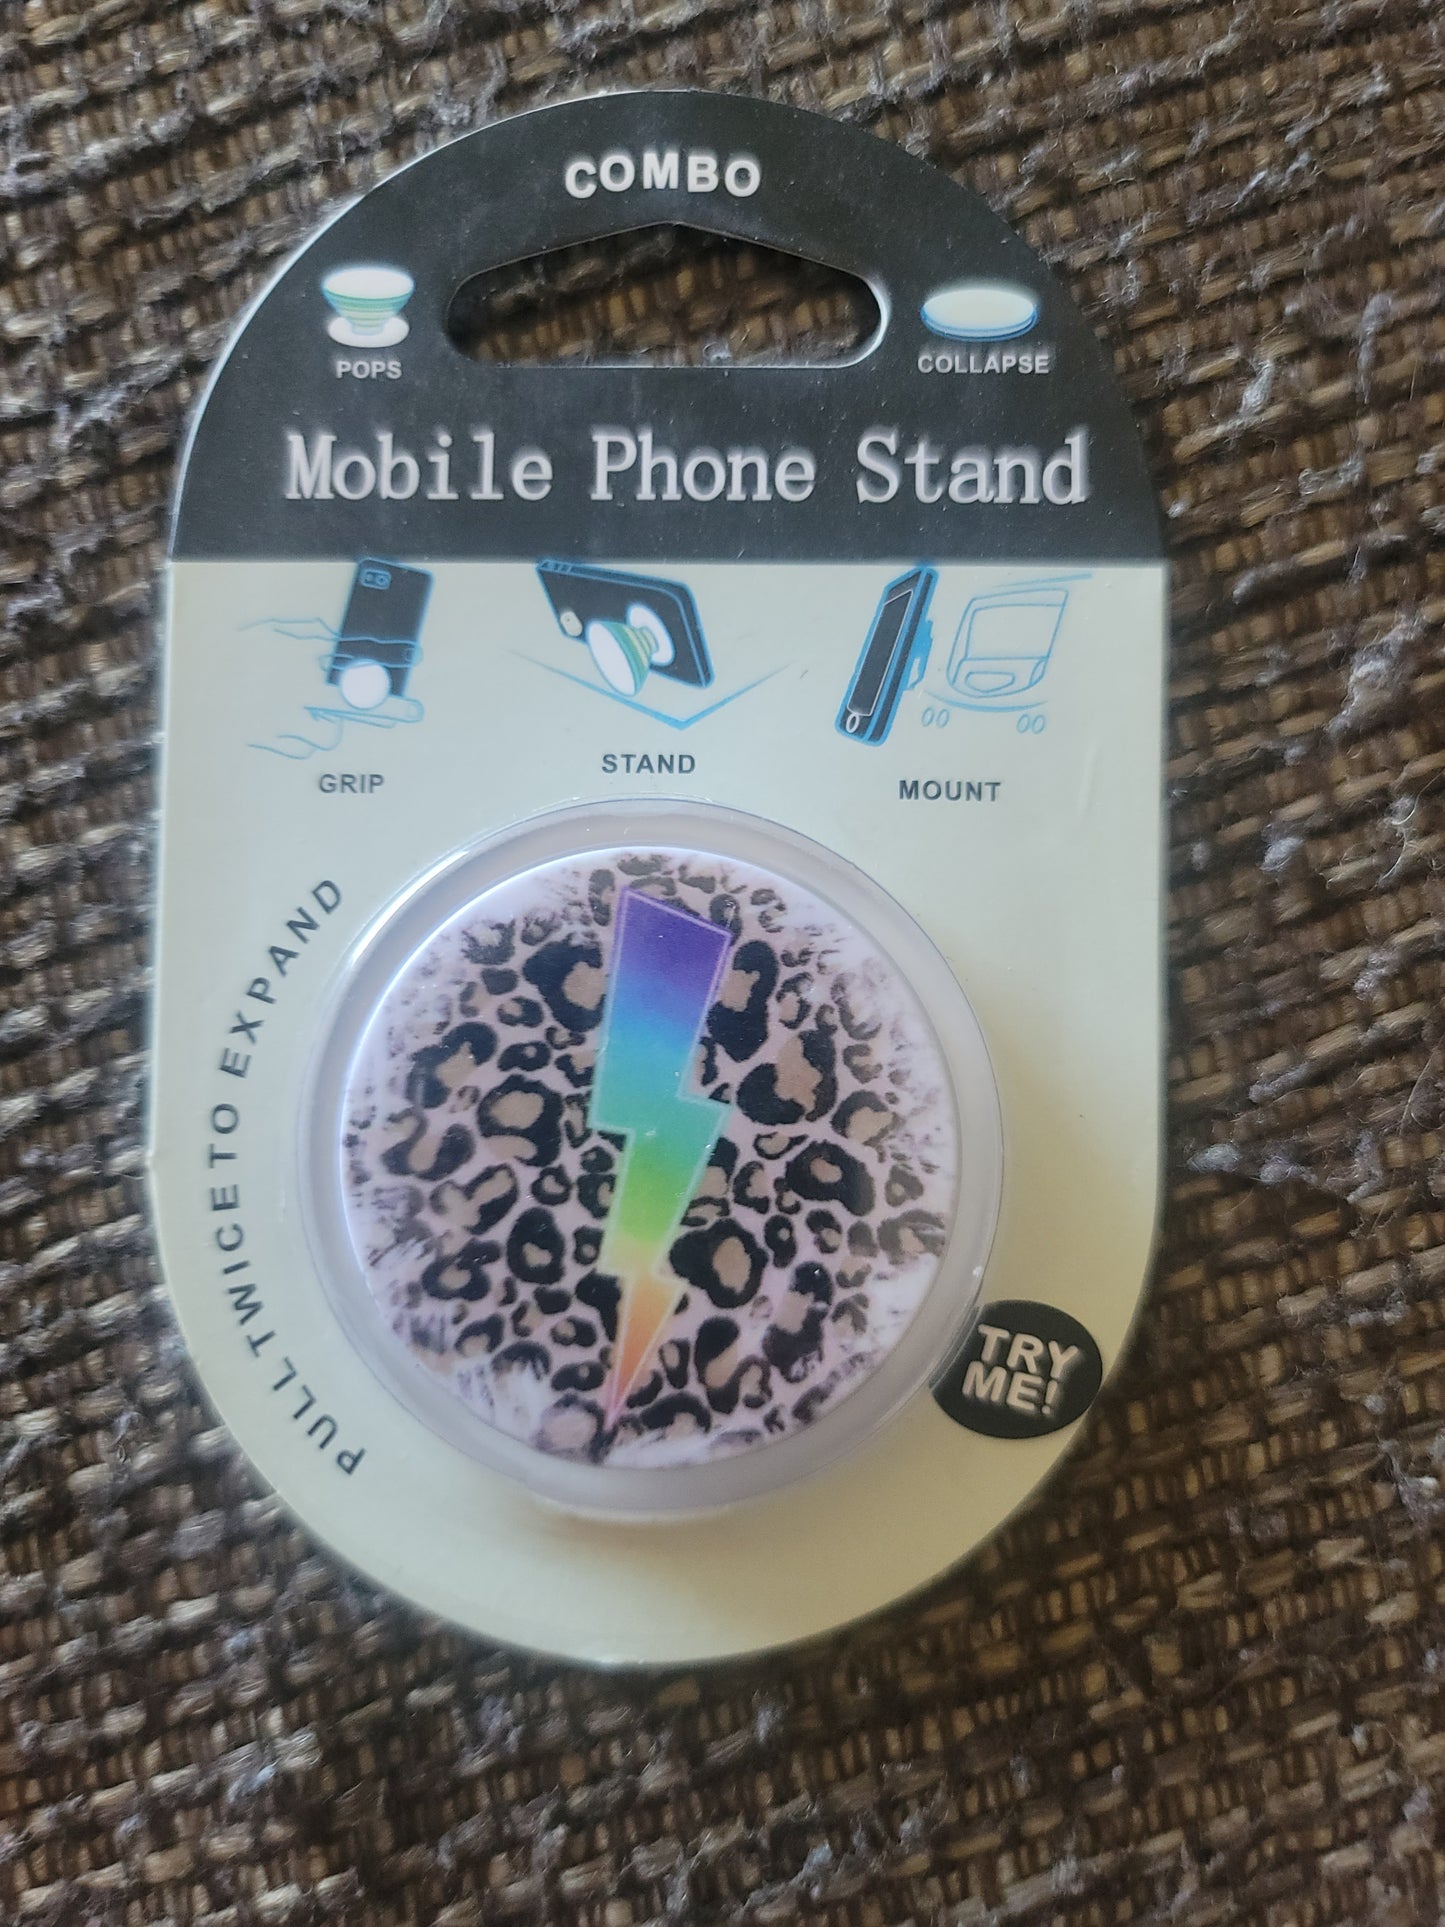 COMBO
POPS
COLLAPSE
Mobile Phone Stand
GRIP
STAND
MOUNT
PULL TWICE TO EXPAND
TRY
ME!